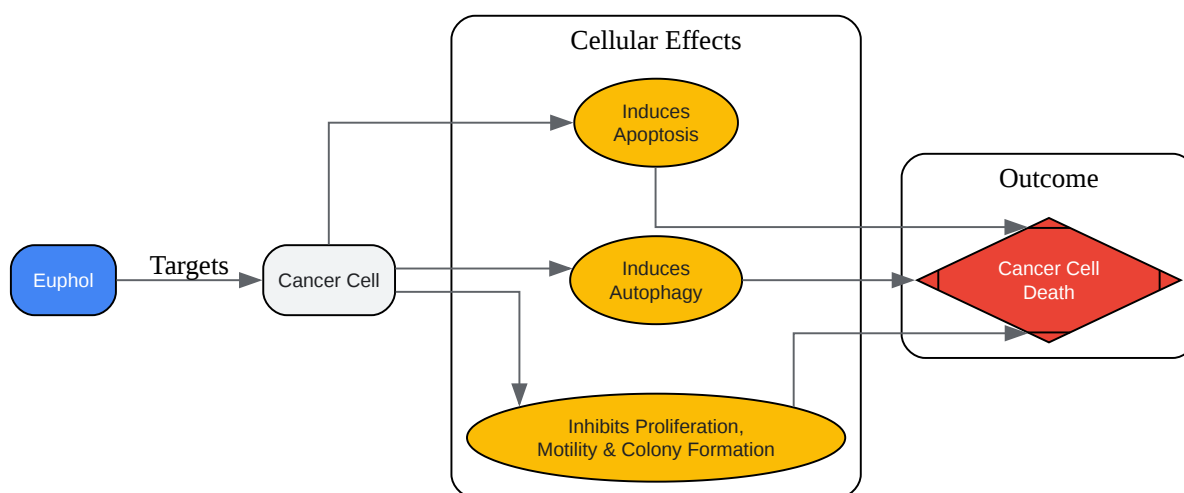 Cellular Effects
Induces
Apoptosis
Outcome
Euphol
Targets
Cancer Cell
Induces
Autophagy
Cancer Cell
Death
Inhibits Proliferation,
Motility & Colony Formation